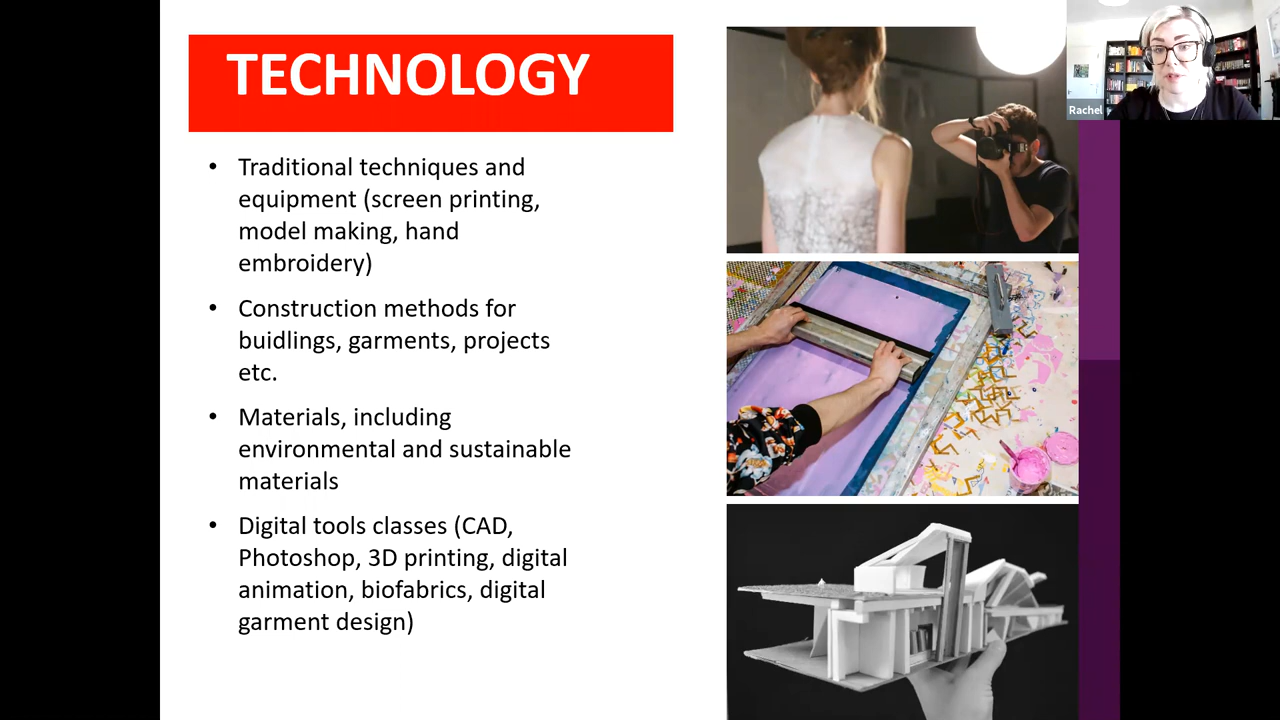 TECHNOLOGY
• Traditional techniques and
equipment (screen printing,
model making, hand
embroidery)
• Construction methods for
buidlings, garments, projects
etc.
• Materials, including
environmental and sustainable
materials
• Digital tools classes (CAD,
Photoshop, 3D printing, digital
animation, biofabrics, digital
garment design)
Rachel